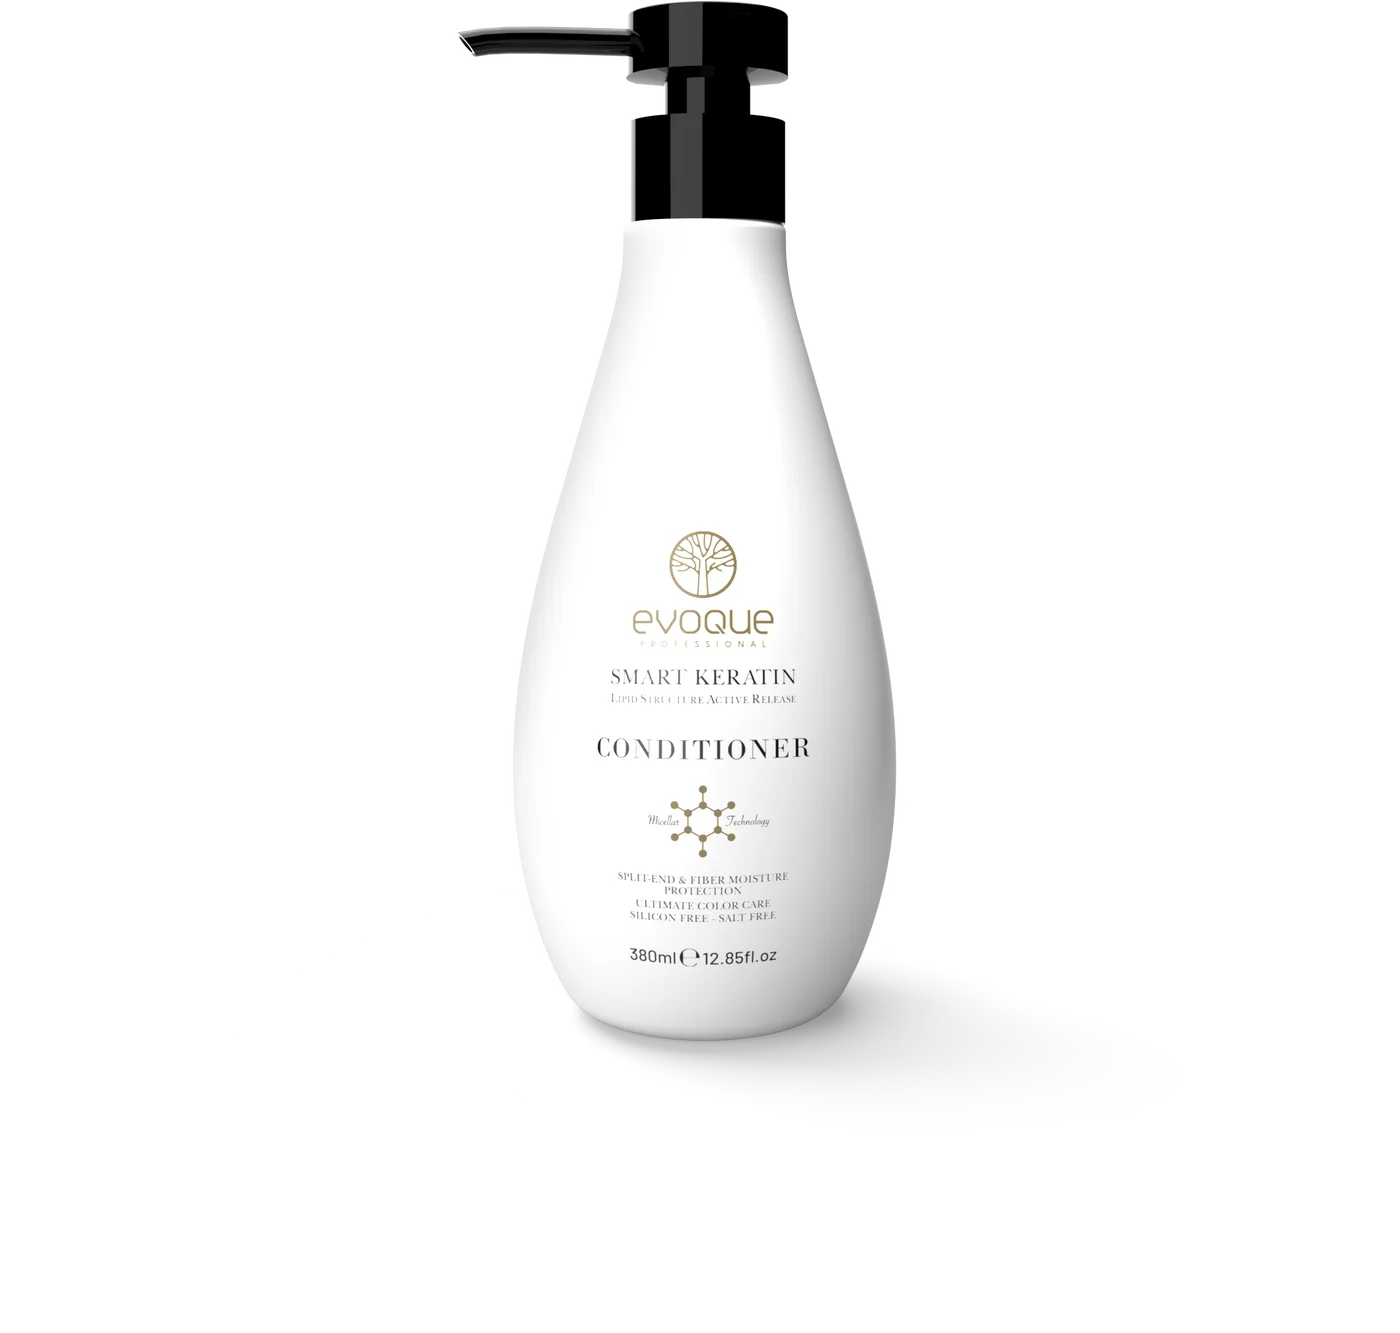 evoque
PROFESSIONAL
SMART KERATIN
LIPID STRUCTURE ACTIVE RELEASE
CONDITIONER
Micellar Technology
SPLIT-END & FIBER MOISTURE
PROTECTION
ULTIMATE COLOR CARE
SILICON FREE - SALT FREE
380ml ℮ 12.85fl.oz